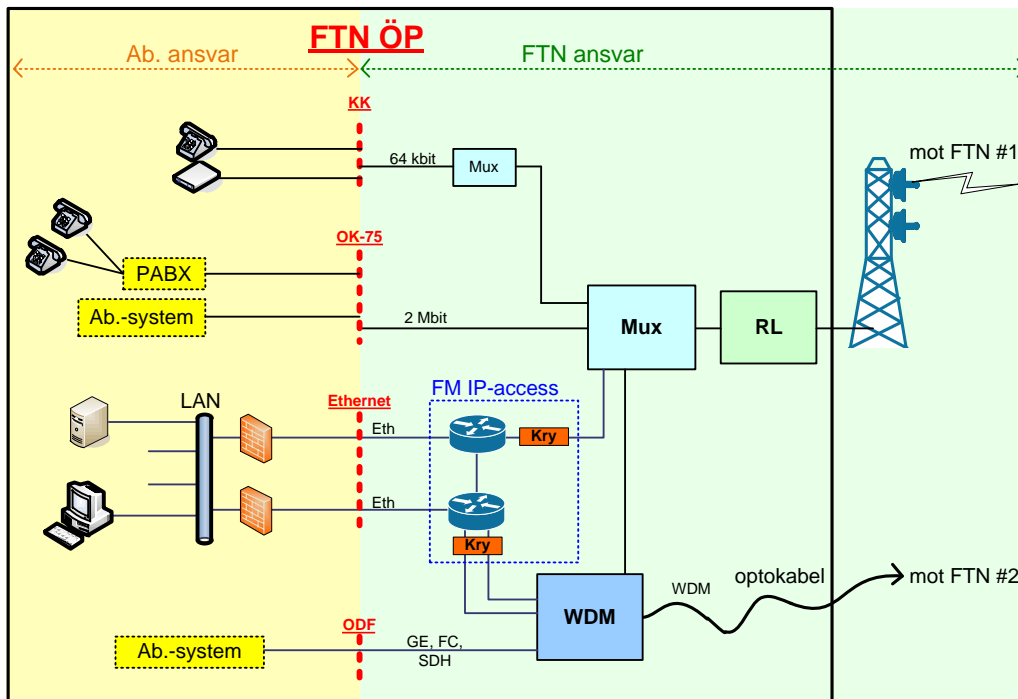 FTN ÖP
Ab. ansvar
FTN ansvar
KK
64 kbit
Mux
mot FTN #1
OK-75
PABX
Ab.-system
2 Mbit
Mux
RL
FM IP-access
LAN
Ethernet
Eth
Kry
Eth
Kry
WDM
WDM
optokabel
mot FTN #2
ODF
Ab.-system
GE, FC,
SDH